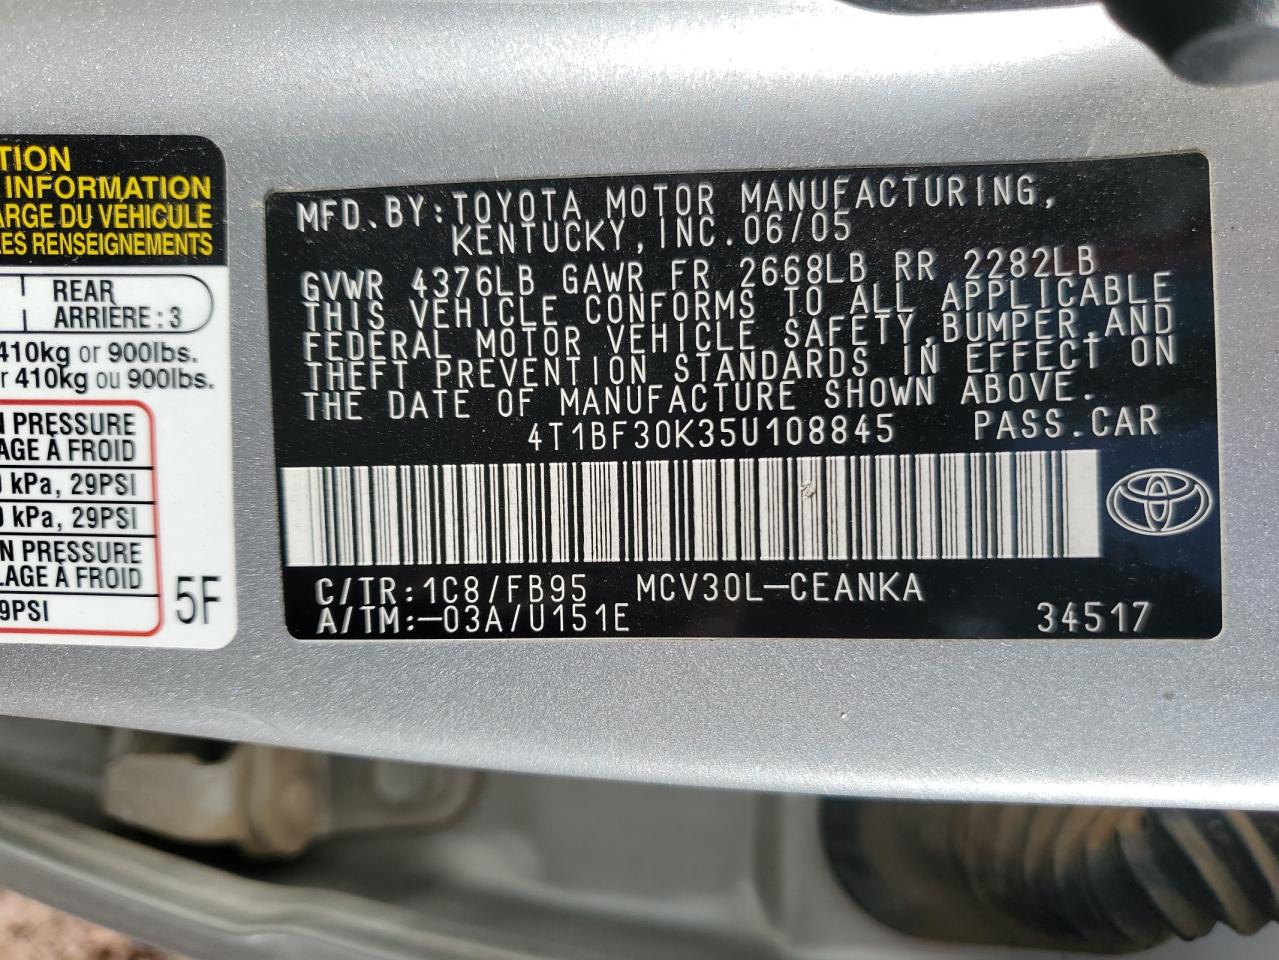 TION
INFORMATION
ARGE DU VÉHICULE
LES RENSEIGNEMENTS
REAR
ARRIERE : 3
410kg or 900lbs.
410kg ou 900lbs.
N PRESSURE
LAGE À FROID
kPa, 29PSI
kPa, 29PSI
N PRESSURE
LAGE À FROID
9PSI
5F
MFD.BY:TOYOTA MOTOR MANUFACTURING,
KENTUCKY,INC.06/05
GVWR 4376LB GAWR FR 2668LB RR 2282LB
THIS VEHICLE CONFORMS TO ALL APPLICABLE
FEDERAL MOTOR VEHICLE SAFETY,BUMPER,AND
THEFT PREVENTION STANDARDS IN EFFECT ON
THE DATE OF MANUFACTURE SHOWN ABOVE.
4T1BF30K35U108845 PASS.CAR
C/TR:1C8/FB95 MCV30L-CEANKA
A/TM:-03A/U151E 34517